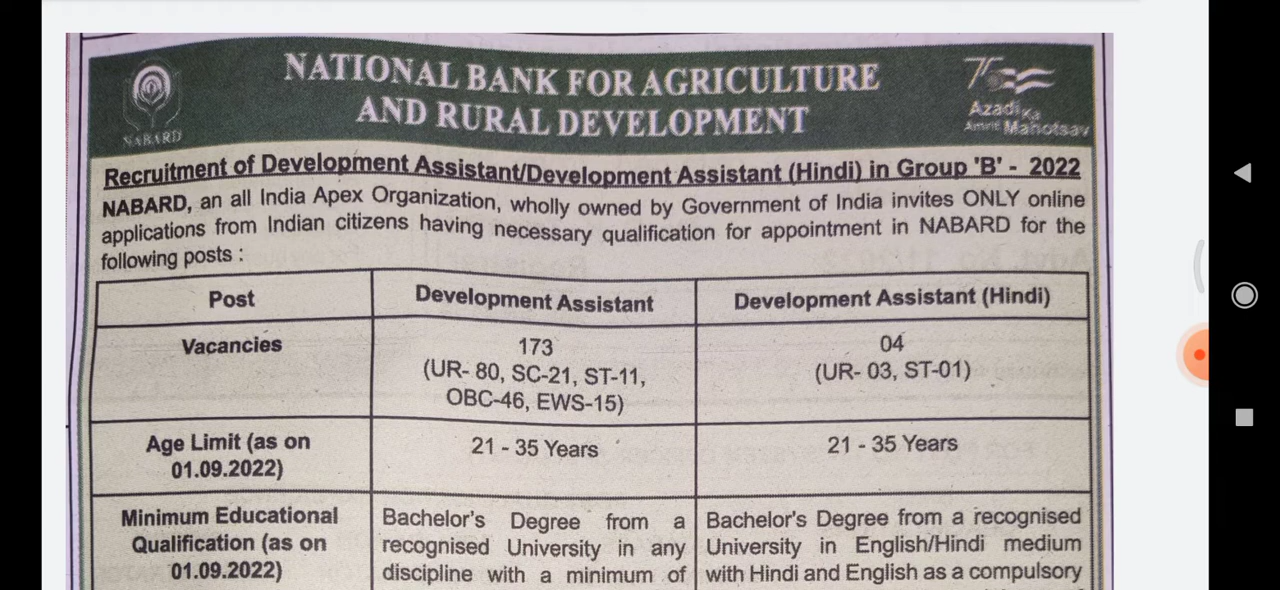 NATIONAL BANK FOR AGRICULTURE
AND RURAL DEVELOPMENT
NABARD
75
Azadi Ka
Amrit Mahotsav
Recruitment of Development Assistant/Development Assistant (Hindi) in Group 'B' - 2022
NABARD, an all India Apex Organization, wholly owned by Government of India invites ONLY online
applications from Indian citizens having necessary qualification for appointment in NABARD for the
following posts :
Post
Development Assistant
Development Assistant (Hindi)
Vacancies
173
(UR- 80, SC-21, ST-11,
OBC-46, EWS-15)
04
(UR- 03, ST-01)
Age Limit (as on
01.09.2022)
21 - 35 Years
21 - 35 Years
Minimum Educational
Qualification (as on
01.09.2022)
Bachelor's Degree from a
recognised University in any
discipline with a minimum of
Bachelor's Degree from a recognised
University in English/Hindi medium
with Hindi and English as a compulsory